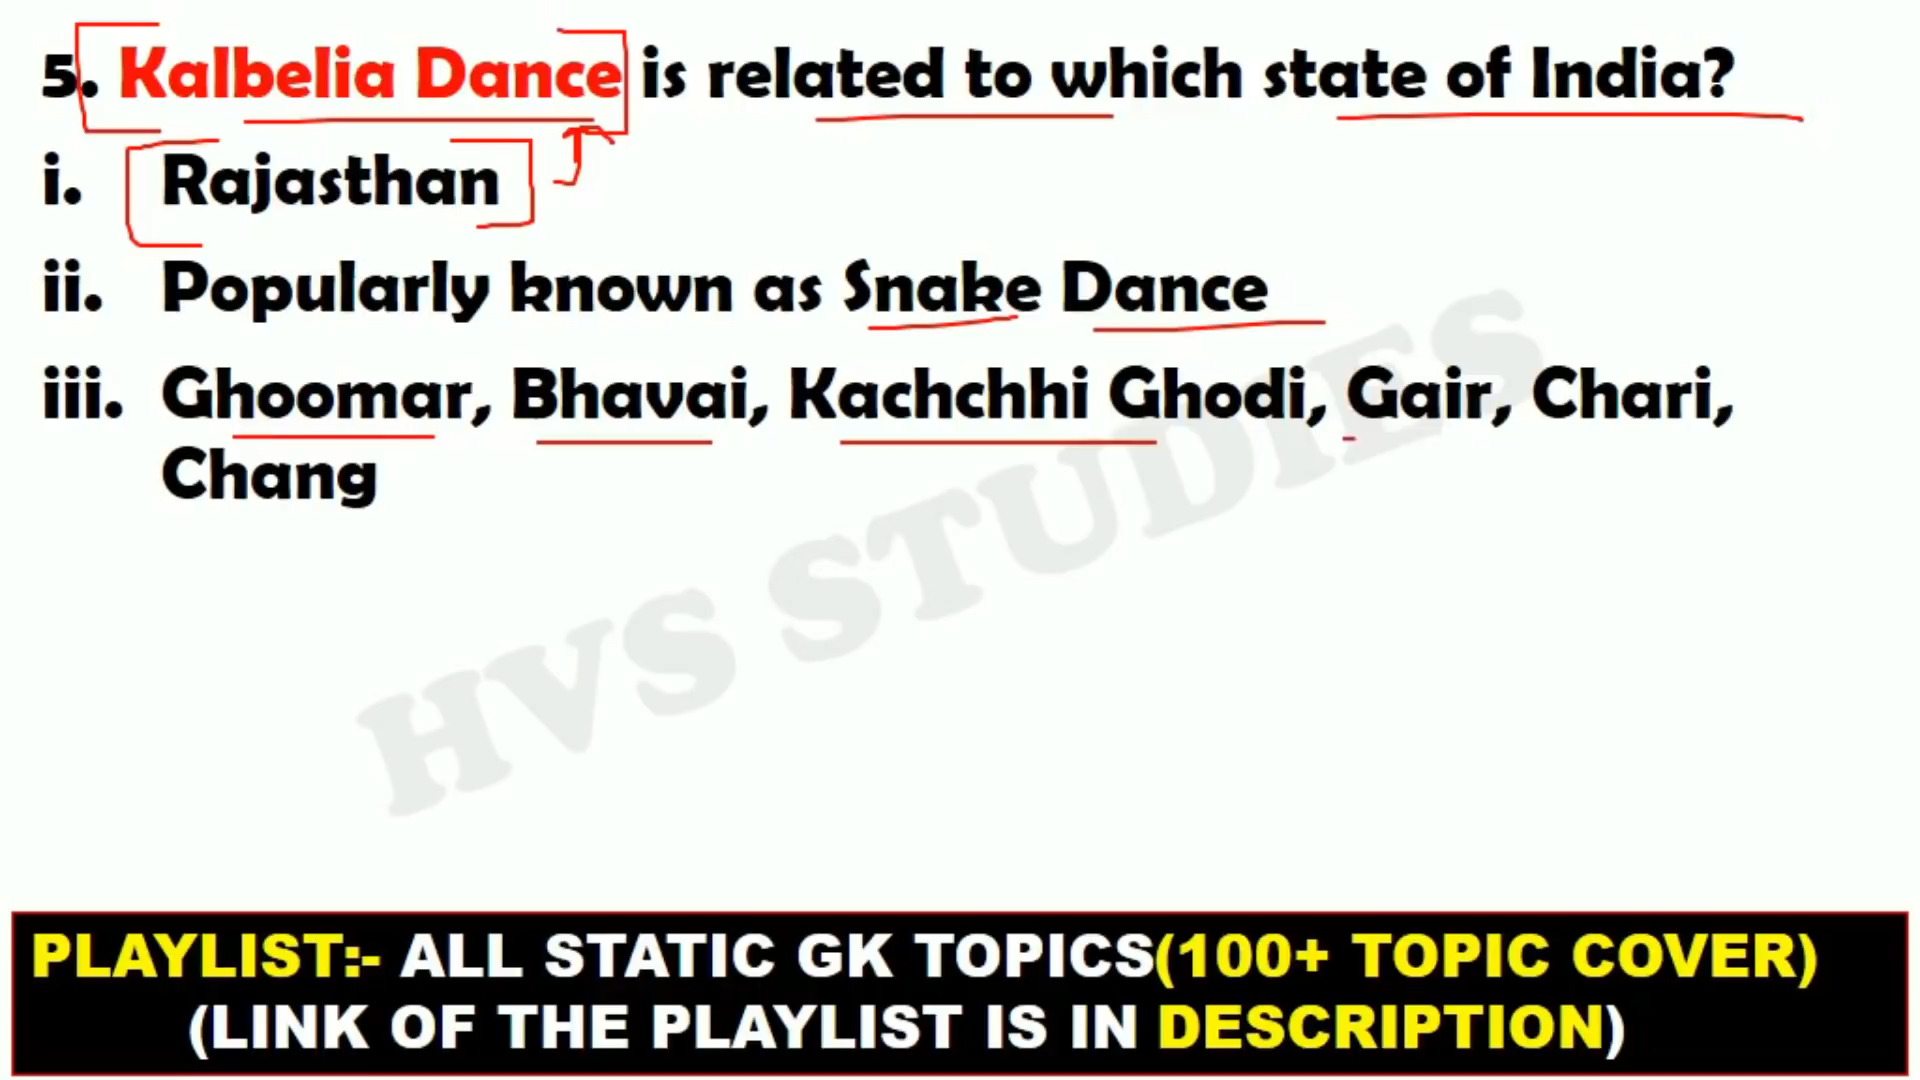 5. Kalbelia Dance is related to which state of India?
i. Rajasthan
ii. Popularly known as Snake Dance
iii. Ghoomar, Bhavai, Kachchhi Ghodi, Gair, Chari,
Chang
HVS STUDIES
PLAYLIST:- ALL STATIC GK TOPICS(100+ TOPIC COVER)
(LINK OF THE PLAYLIST IS IN DESCRIPTION)